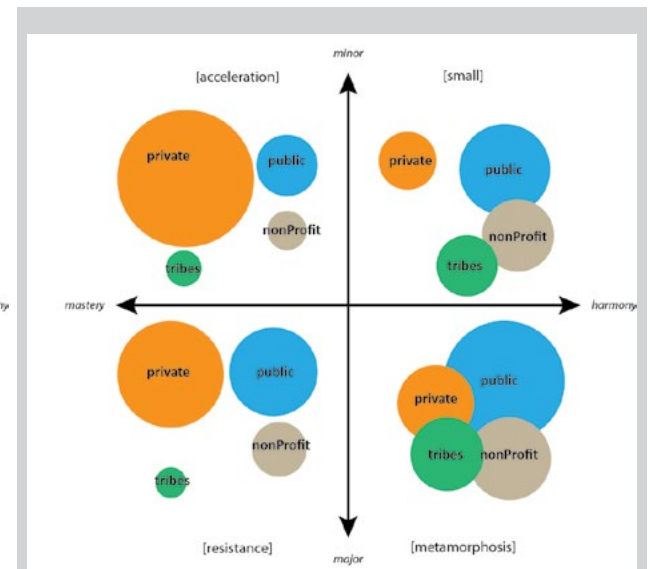 minor
[acceleration]
[small]
private
public
nonProfit
tribes
private
public
nonProfit
tribes
mastery
harmony
private
public
nonProfit
tribes
private
public
tribes
nonProfit
[resistance]
[metamorphosis]
major